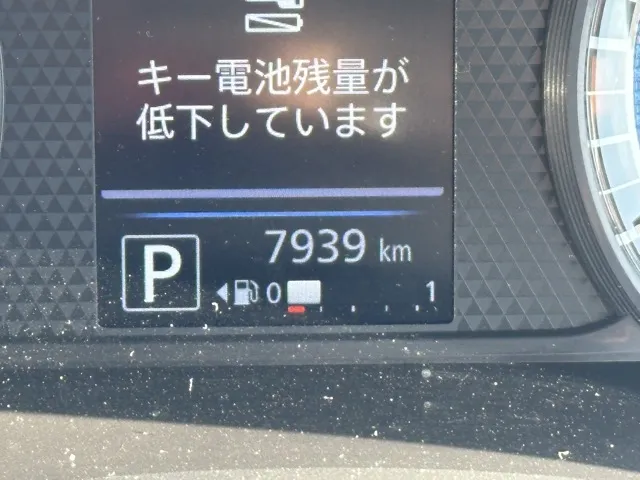 キー電池残量が
低下しています
7939 km
P
0 1